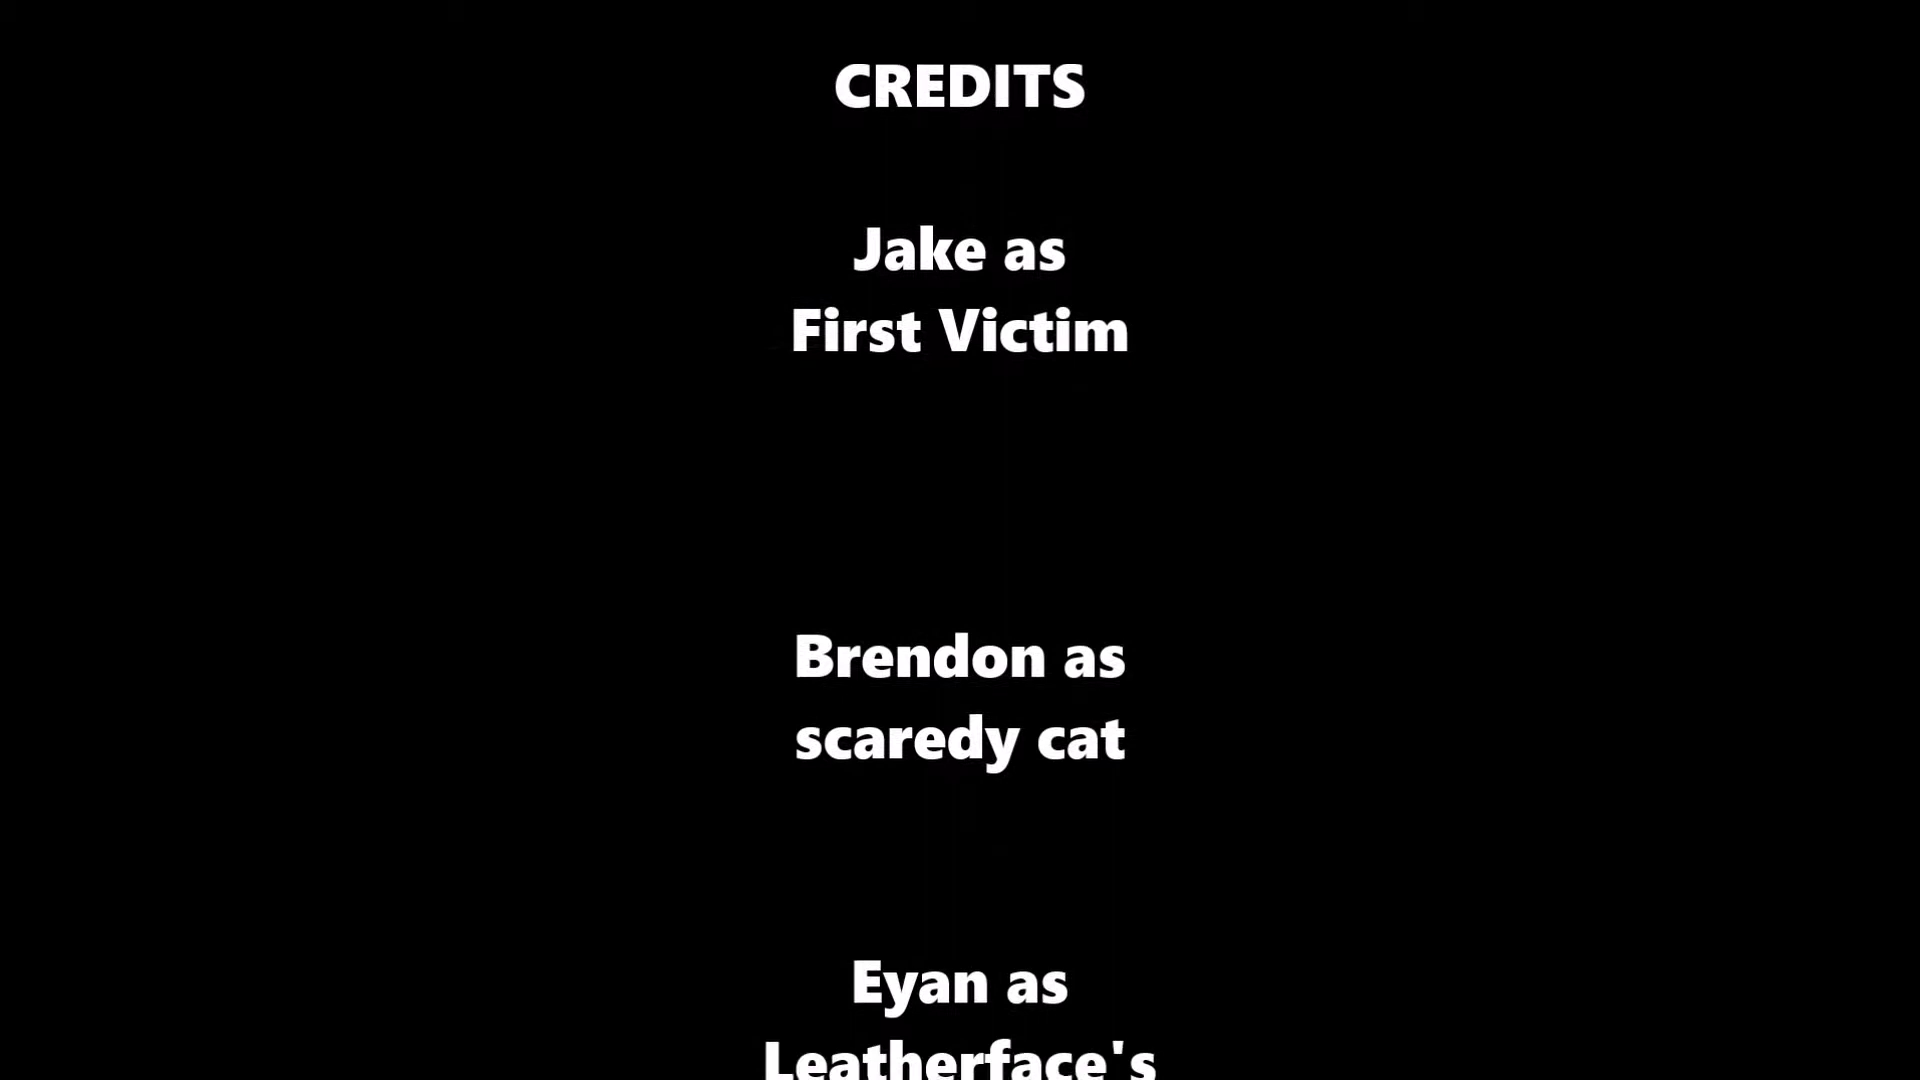 CREDITS
Jake as
First Victim
Brendon as
scaredy cat
Eyan as
Leatherface's